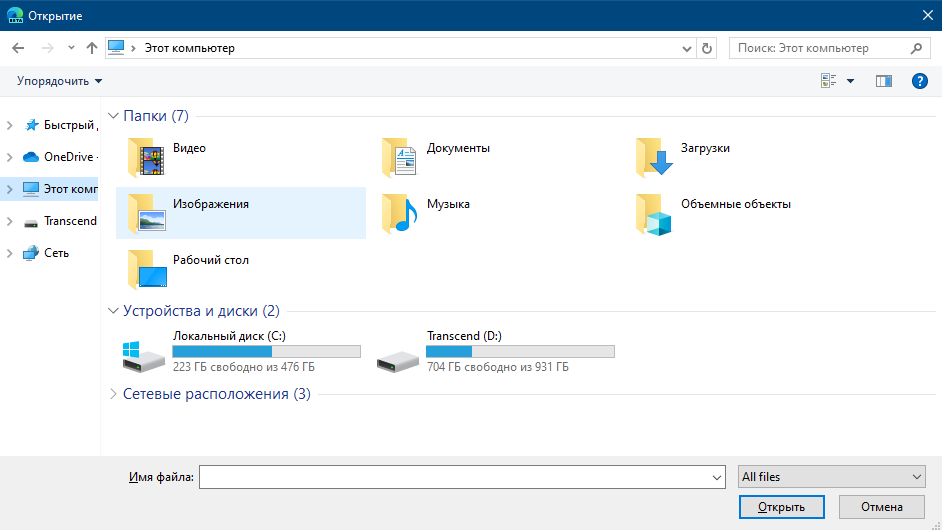 Открытие
Этот компьютер
Поиск: Этот компьютер
Упорядочить
Быстрый
OneDrive -
Этот комп
Transcend
Сеть
Папки (7)
Видео
Документы
Загрузки
Изображения
Музыка
Объемные объекты
Рабочий стол
Устройства и диски (2)
Локальный диск (C:)
223 ГБ свободно из 476 ГБ
Transcend (D:)
704 ГБ свободно из 931 ГБ
Сетевые расположения (3)
Имя файла:
All files
Открыть
Отмена